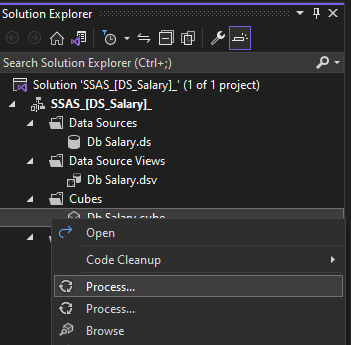 Solution Explorer
Search Solution Explorer (Ctrl+;)
Solution 'SSAS_[DS_Salary]_' (1 of 1 project)
SSAS_[DS_Salary]_
Data Sources
Db Salary.ds
Data Source Views
Db Salary.dsv
Cubes
Db Salary.cube
Open
Code Cleanup
Process...
Process...
Browse